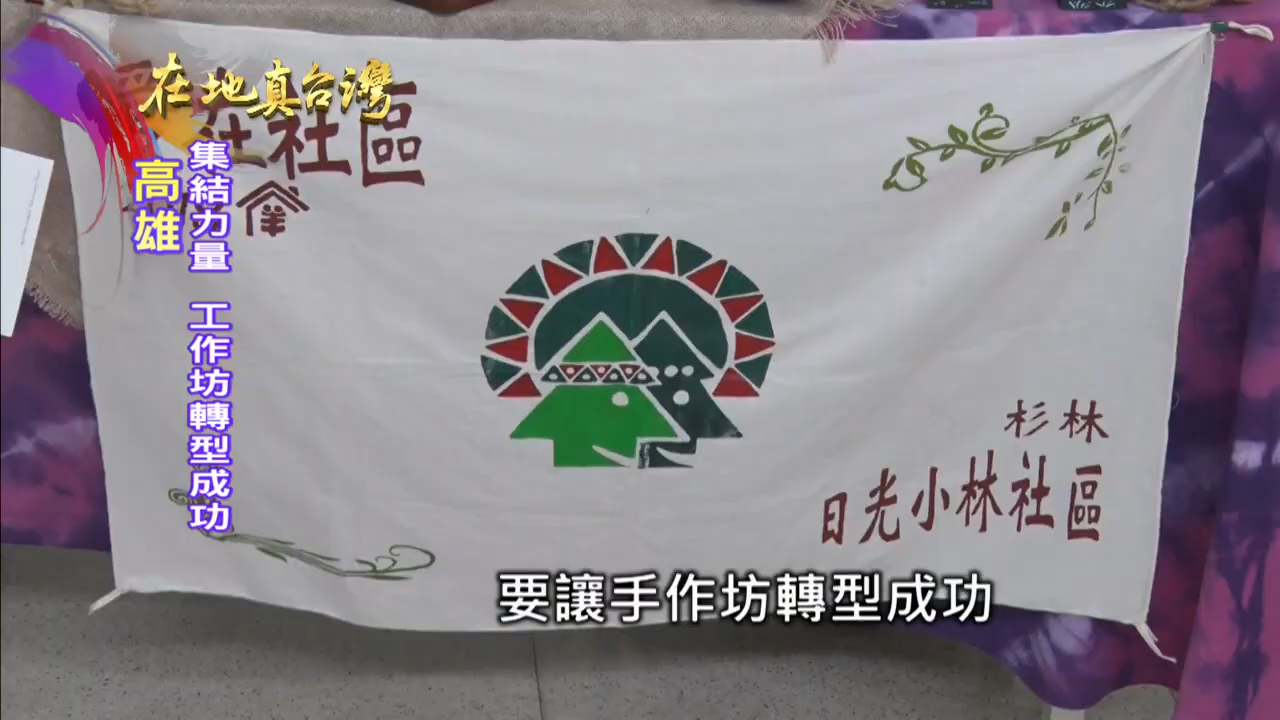 在地真台灣
高雄
集結力量 工作坊轉型成功
在社區
杉林
日光小林社區
要讓手作坊轉型成功